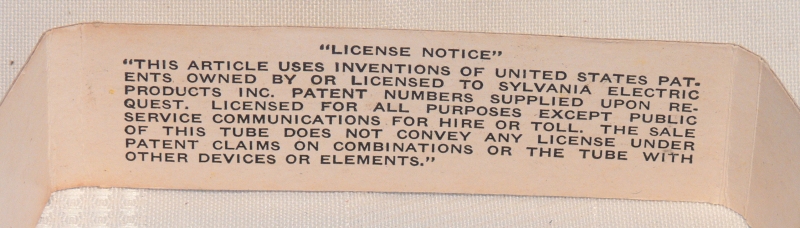 “LICENSE NOTICE”
“THIS ARTICLE USES INVENTIONS OF UNITED STATES PAT-
ENTS OWNED BY OR LICENSED TO SYLVANIA ELECTRIC
PRODUCTS INC. PATENT NUMBERS SUPPLIED UPON RE-
QUEST. LICENSED FOR ALL PURPOSES EXCEPT PUBLIC
SERVICE COMMUNICATIONS FOR HIRE OR TOLL. THE SALE
OF THIS TUBE DOES NOT CONVEY ANY LICENSE UNDER
PATENT CLAIMS ON COMBINATIONS OR THE TUBE WITH
OTHER DEVICES OR ELEMENTS.”